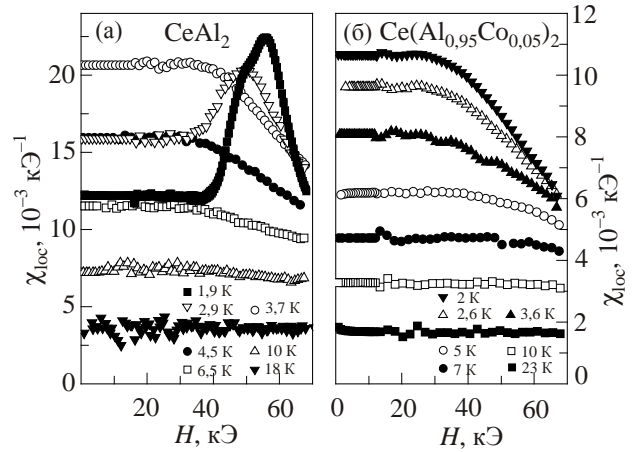 (а) CeAl₂
(б) Ce(Al₀,₉₅Co₀,₀₅)₂
χloc, 10⁻³ кЭ⁻¹
20
15
10
5
0
1,9 К
2,9 К
3,7 К
4,5 К
10 К
6,5 К
18 К
20 40 60
H, кЭ
2 К
2,6 К
3,6 К
5 К
10 К
7 К
23 К
0 20 40 60
H, кЭ
12
10
8
6
4
2
0
χloc, 10⁻³ кЭ⁻¹